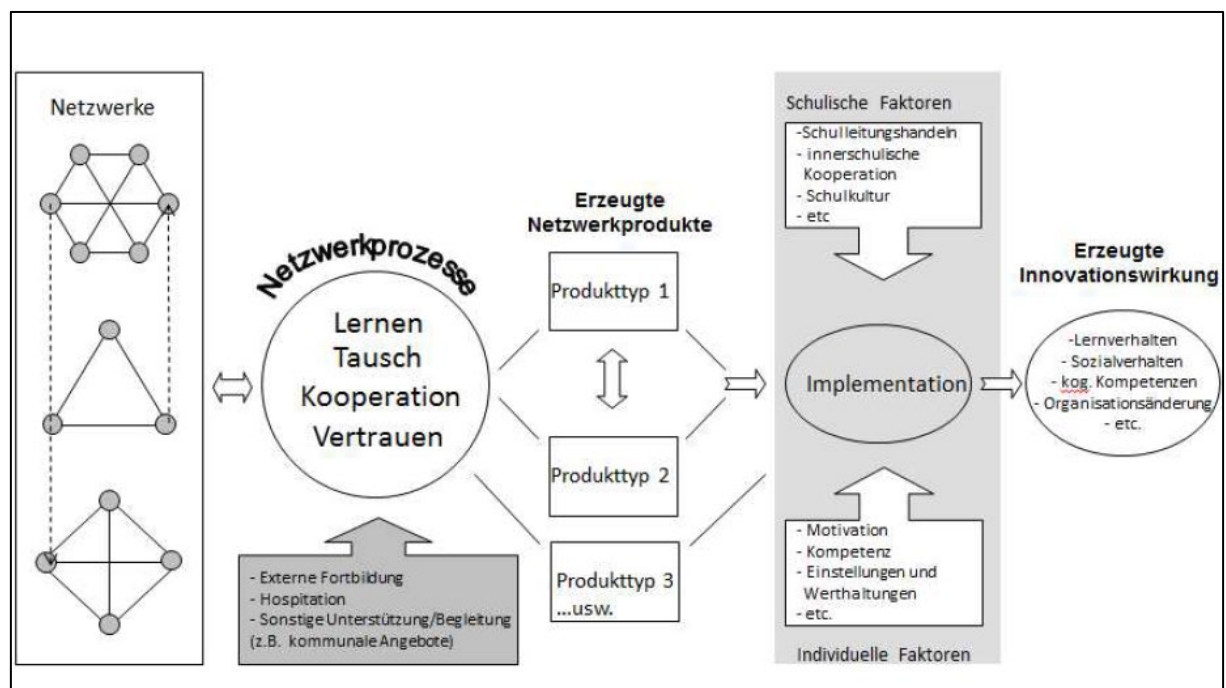 Netzwerke
Netzwerkprozesse
Lernen
Tausch
Kooperation
Vertrauen
- Externe Fortbildung
- Hospitation
- Sonstige Unterstützung/Begleitung
(z.B. kommunale Angebote)
Erzeugte
Netzwerkprodukte
Produkttyp 1
Produkttyp 2
Produkttyp 3
...usw.
Schulische Faktoren
-Schulleitungshandeln
- innerschulische
Kooperation
- Schulkultur
- etc
Implementation
- Motivation
- Kompetenz
- Einstellungen und
Werthaltungen
- etc.
Individuelle Faktoren
Erzeugte
Innovationswirkung
-Lernverhalten
- Sozialverhalten
- kog. Kompetenzen
- Organisationsänderung
- etc.